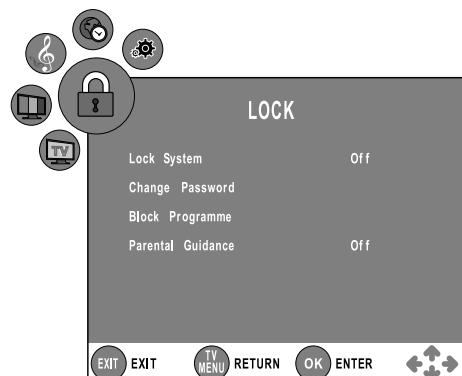 TV
LOCK
Lock System Off
Change Password
Block Programme
Parental Guidance Off
EXIT EXIT TV MENU RETURN OK ENTER